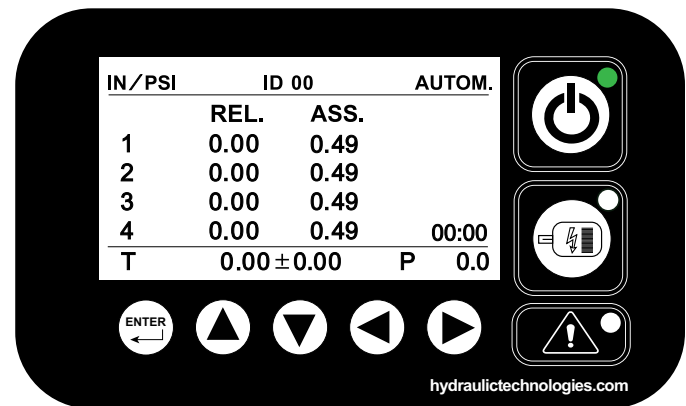 IN/PSI ID 00 AUTOM.
REL. ASS.
1 0.00 0.49
2 0.00 0.49
3 0.00 0.49
4 0.00 0.49 00:00
T 0.00±0.00 P 0.0
ENTER
hydraulictechnologies.com